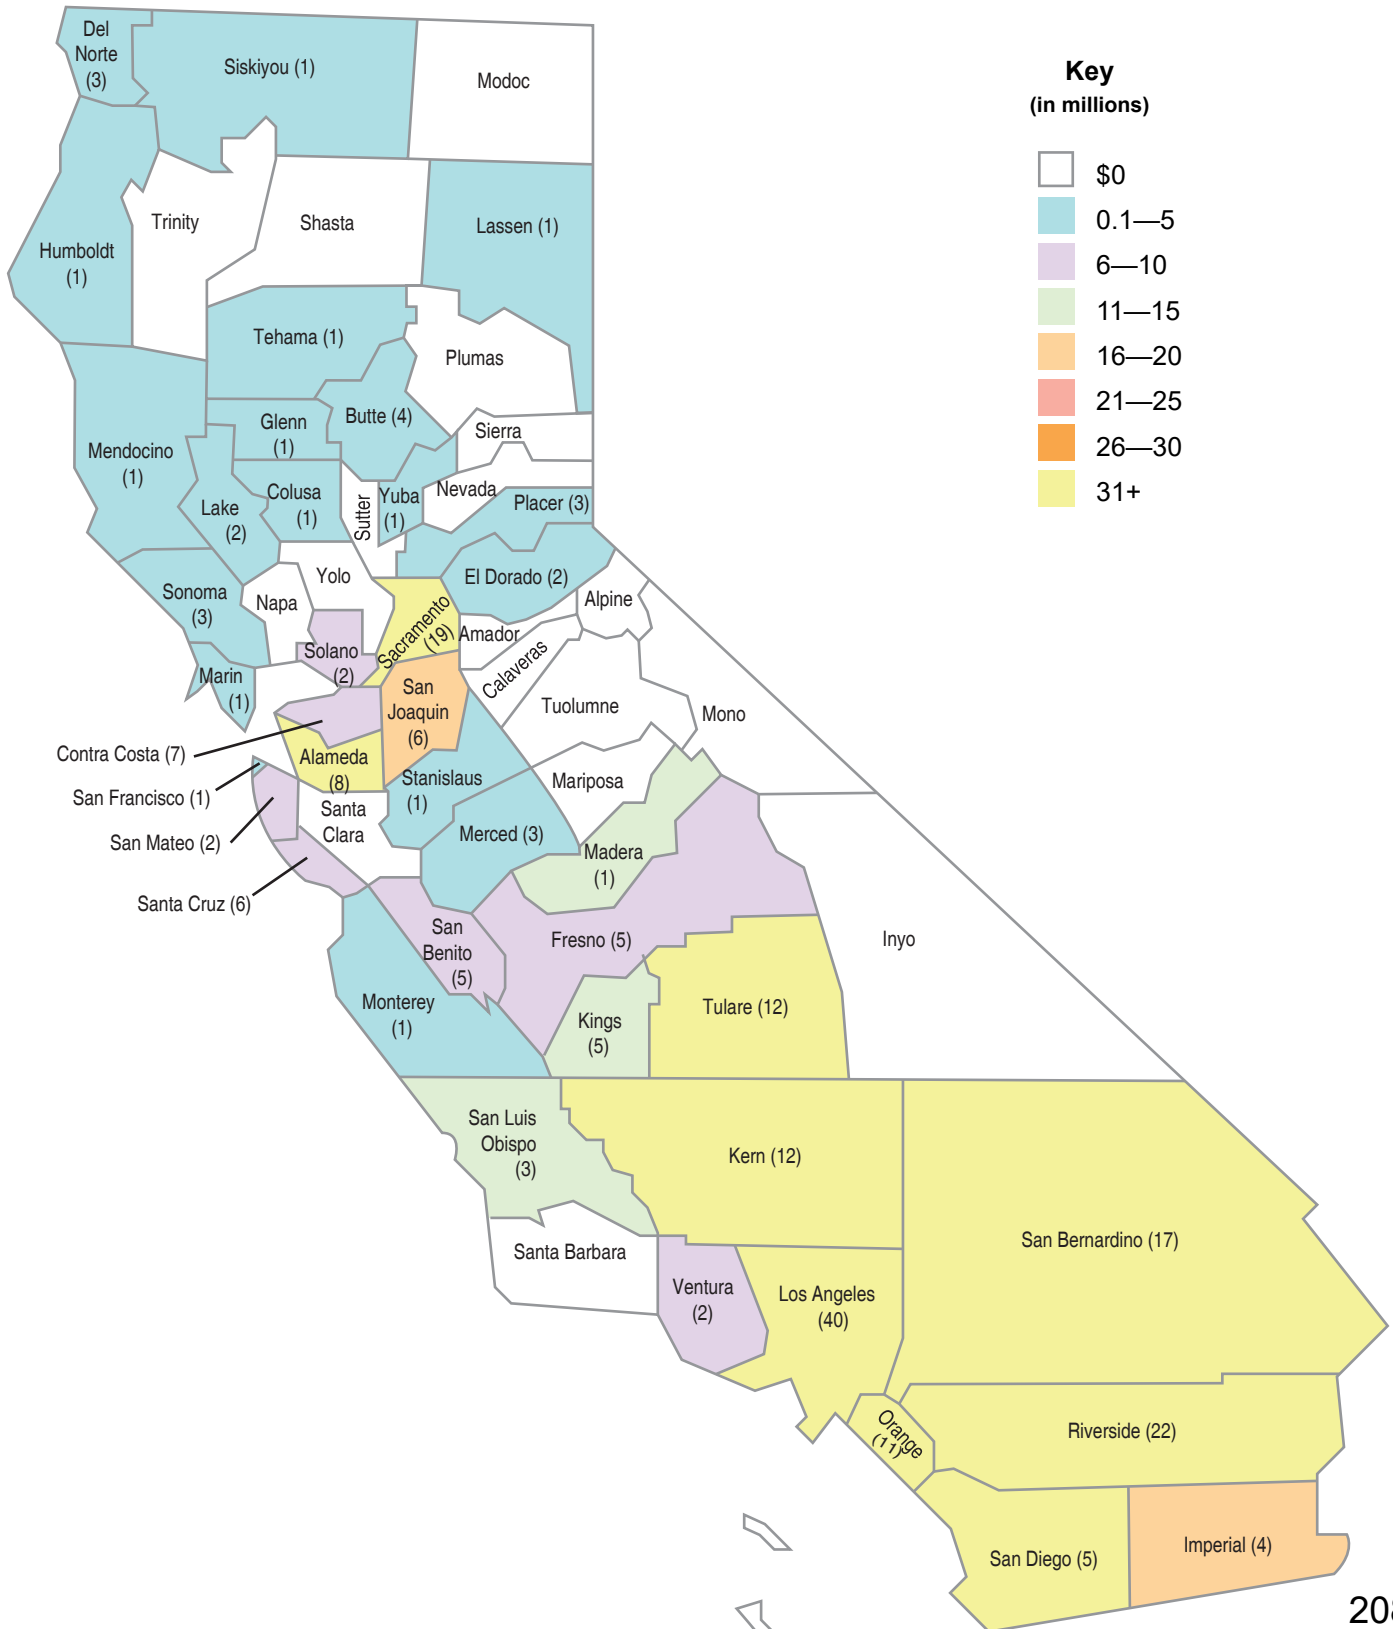 Del
Norte
(3)
Siskiyou (1)
Modoc
Key
(in millions)
$0
0.1—5
6—10
11—15
16—20
21—25
26—30
31+
Trinity
Shasta
Lassen (1)
Humboldt
(1)
Tehama (1)
Plumas
Butte (4)
Glenn
(1)
Sierra
Mendocino
(1)
Nevada
Colusa
(1)
Yuba
(1)
Sutter
Placer (3)
Lake
(2)
Yolo
El Dorado (2)
Sonoma
(3)
Napa
Alpine
Sacramento
(19)
Amador
Solano
(2)
Calaveras
Marin
(1)
San
Joaquin
(6)
Tuolumne
Mono
Contra Costa (7)
Alameda
(8)
Stanislaus
(1)
Mariposa
San Francisco (1)
Santa
Clara
San Mateo (2)
Merced (3)
Madera
(1)
Santa Cruz (6)
San
Benito
(5)
Fresno (5)
Inyo
Monterey
(1)
Kings
(5)
Tulare (12)
San Luis
Obispo
(3)
Kern (12)
Santa Barbara
San Bernardino (17)
Ventura
(2)
Los Angeles
(40)
Orange
(11)
Riverside (22)
San Diego (5)
Imperial (4)
208